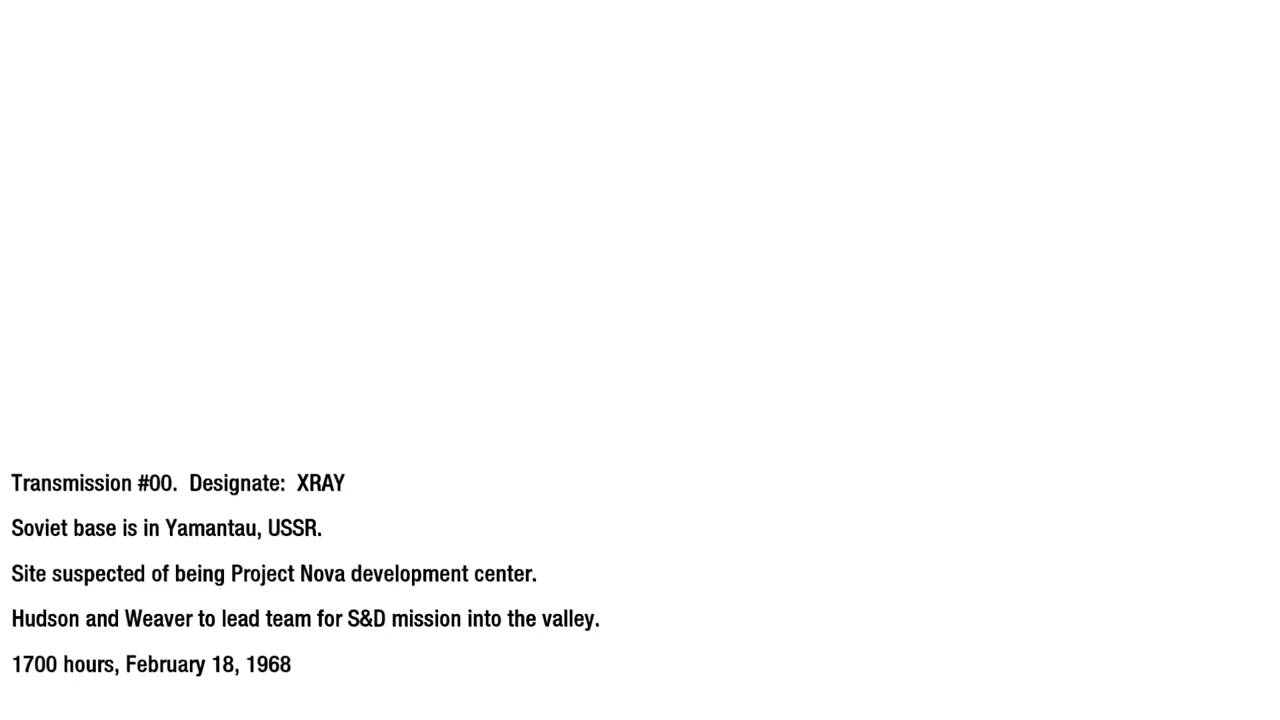 Transmission #00.  Designate:  XRAY
Soviet base is in Yamantau, USSR.
Site suspected of being Project Nova development center.
Hudson and Weaver to lead team for S&D mission into the valley.
1700 hours, February 18, 1968